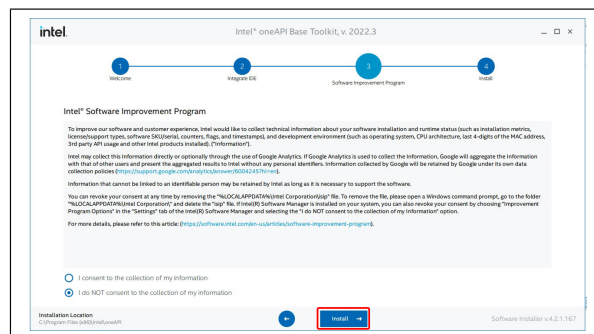 intel.
Intel® oneAPI Base Toolkit, v. 2022.3
1
2
3
4
Welcome
Integrate IDE
Software Improvement Program
Install
Intel® Software Improvement Program
To improve our software and customer experience, Intel would like to collect technical information about your software installation and runtime status (such as installation metrics,
license/support types, software SKU/serial, counters, flags, and timestamps), and development environment (such as operating system, CPU architecture, last 4-digits of the MAC address,
3rd party API usage and other Intel products installed). ("Information").
Intel may collect this Information directly or optionally through the use of Google Analytics. If Google Analytics is used to collect the Information, Google will aggregate the Information
with that of other users and present the aggregated results to Intel without any personal identifiers. Information collected by Google will be retained by Google under its own data
collection policies (https://support.google.com/analytics/answer/6004245?hl=en).
Information that cannot be linked to an identifiable person may be retained by Intel as long as it is necessary to support the software.
You can revoke your consent at any time by removing the "%LOCALAPPDATA%\Intel Corporation\isip" file. To remove the file, please open a Windows command prompt, go to the folder
"%LOCALAPPDATA%\Intel Corporation\" and delete the "isip" file. If Intel(R) Software Manager is installed on your system, you can also revoke your consent by choosing "Improvement
Program Options" in the "Settings" tab of the Intel(R) Software Manager and selecting the "I do NOT consent to the collection of my information" option.
For more details, please refer to this article: (https://software.intel.com/en-us/articles/software-improvement-program).
I consent to the collection of my information
I do NOT consent to the collection of my information
Installation Location
C:\Program Files (x86)\Intel\oneAPI
Install
Software Installer v.4.2.1.167